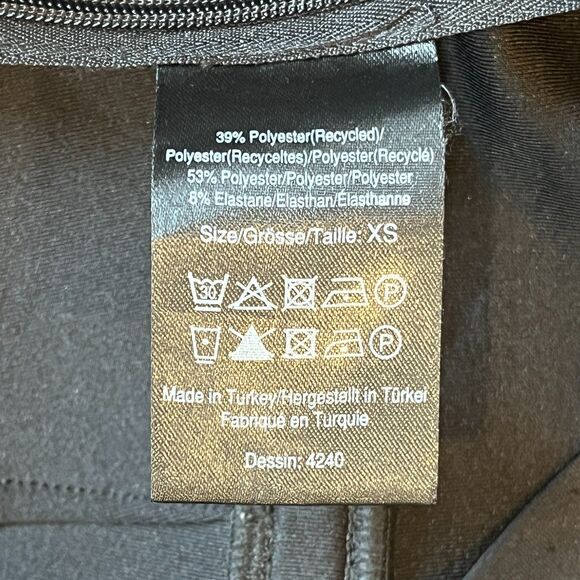 39% Polyester(Recycled)/
Polyester(Recyceltes)/Polyester(Recyclé)
53% Polyester/Polyester/Polyester
8% Elastane/Elasthan/Élasthanne
Size/Grösse/Taille: XS
30 P
P
Made in Turkey/Hergestellt in Türkei
Fabriqué en Turquie
Dessin: 4240